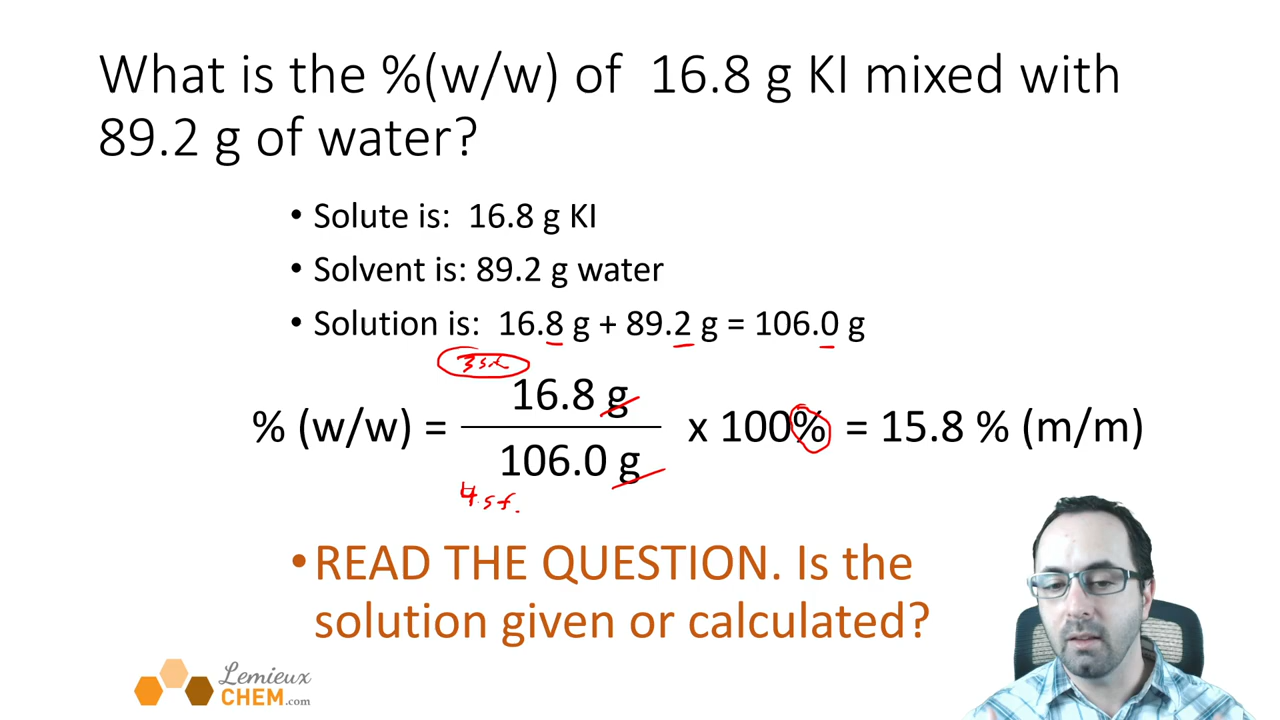 What is the %(w/w) of 16.8 g KI mixed with
89.2 g of water?
• Solute is: 16.8 g KI
• Solvent is: 89.2 g water
• Solution is: 16.8 g + 89.2 g = 106.0 g
3 sf
16.8 g
% (w/w) = x 100% = 15.8 % (m/m)
106.0 g
4 sf.
• READ THE QUESTION. Is the
solution given or calculated?
Lemieux
CHEM.com